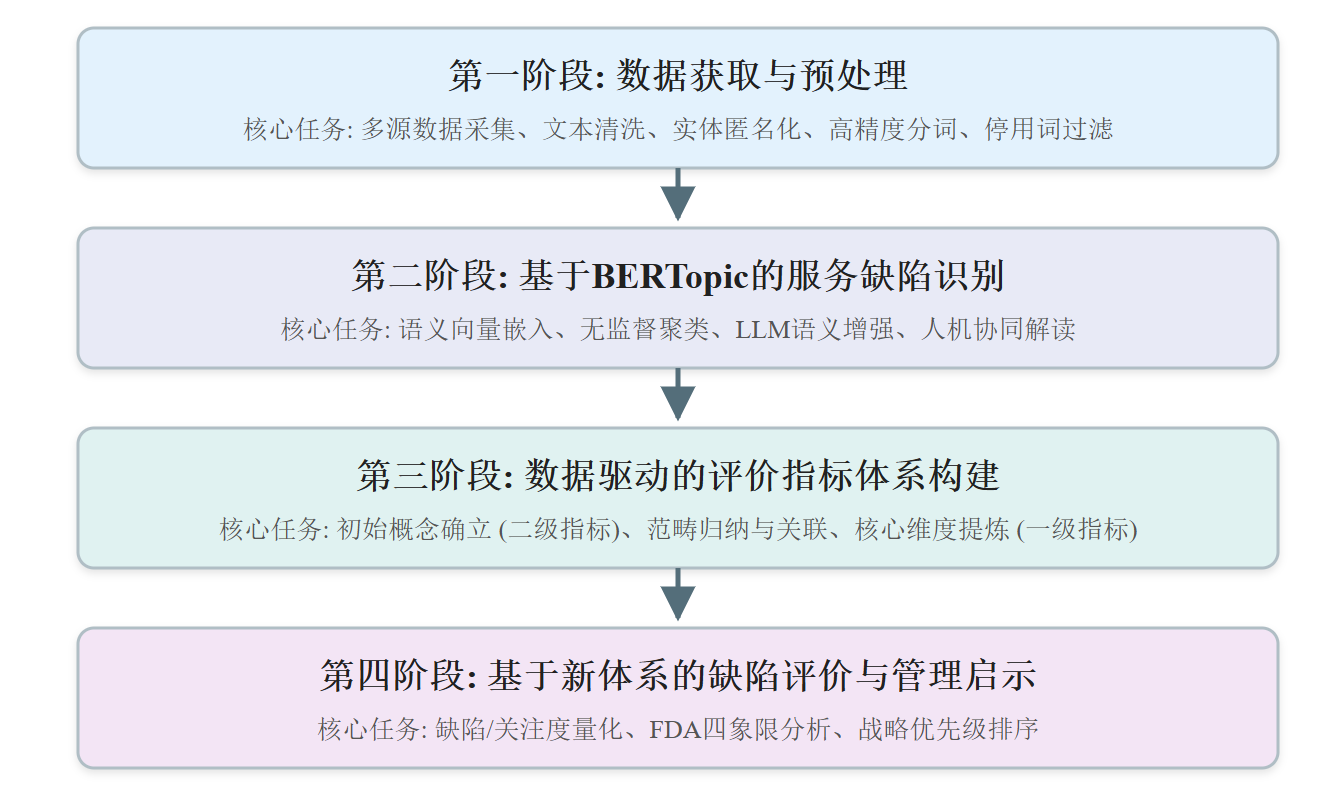 第一阶段: 数据获取与预处理
核心任务: 多源数据采集、文本清洗、实体匿名化、高精度分词、停用词过滤
第二阶段: 基于BERTopic的服务缺陷识别
核心任务: 语义向量嵌入、无监督聚类、LLM语义增强、人机协同解读
第三阶段: 数据驱动的评价指标体系构建
核心任务: 初始概念确立 (二级指标)、范畴归纳与关联、核心维度提炼 (一级指标)
第四阶段: 基于新体系的缺陷评价与管理启示
核心任务: 缺陷/关注度量化、FDA四象限分析、战略优先级排序